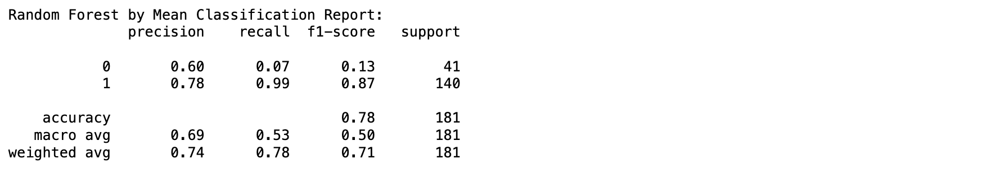 Random Forest by Mean Classification Report:
              precision    recall  f1-score   support

           0       0.60      0.07      0.13        41
           1       0.78      0.99      0.87       140

    accuracy                           0.78       181
   macro avg       0.69      0.53      0.50       181
weighted avg       0.74      0.78      0.71       181